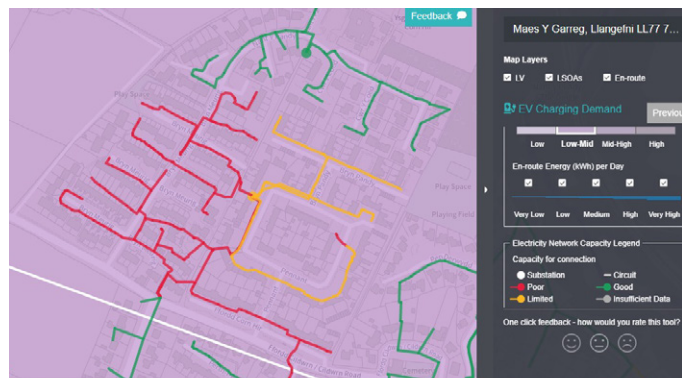 Feedback
Play Space
Play Space
Playing Field
Cemetery
Maes Y Garreg, Llangefni LL77 7...
Map Layers
LV LSOAs En-route
EV Charging Demand
Previou
Low Low-Mid Mid-High High
En-route Energy (kWh) per Day
Very Low Low Medium High Very High
Electricity Network Capacity Legend
Capacity for connection
Substation Circuit
Poor Good
Limited Insufficient Data
One click feedback - how would you rate this tool?